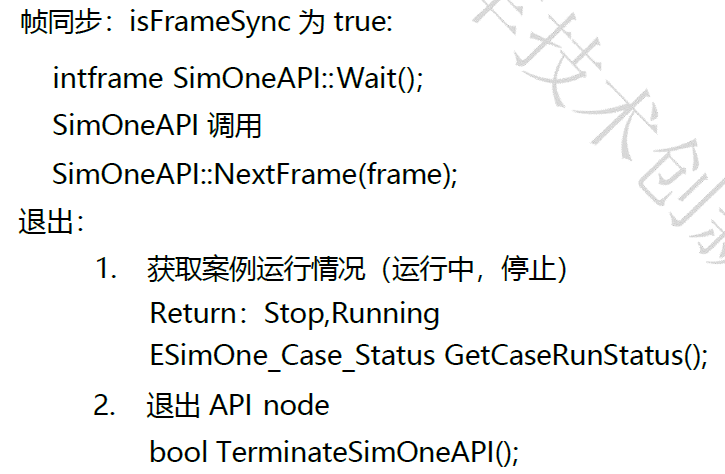 帧同步：isFrameSync 为 true:
intframe SimOneAPI::Wait();
SimOneAPI 调用
SimOneAPI::NextFrame(frame);
退出：
1. 获取案例运行情况（运行中，停止）
Return：Stop,Running
ESimOne_Case_Status GetCaseRunStatus();
2. 退出 API node
bool TerminateSimOneAPI();
技术创